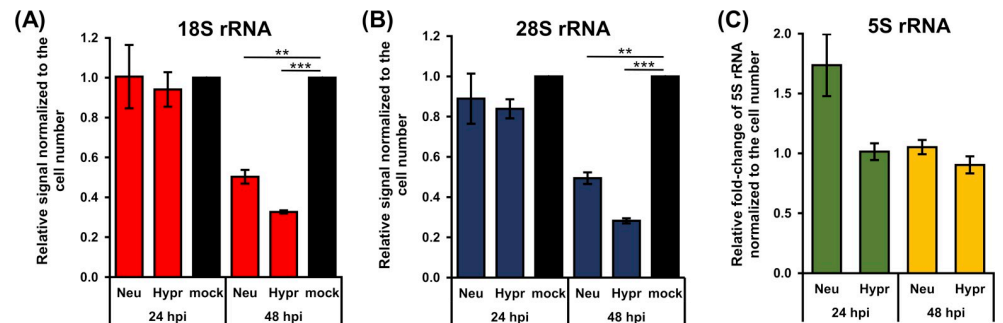 (A)
18S rRNA
Relative signal normalized to the
cell number
1.2
1.0
0.8
0.6
0.4
0.2
0.0
**
***
Neu Hypr mock Neu Hypr mock
24 hpi 48 hpi
(B)
28S rRNA
Relative signal normalized to the
cell number
1.2
1.0
0.8
0.6
0.4
0.2
0.0
**
***
Neu Hypr mock Neu Hypr mock
24 hpi 48 hpi
(C)
5S rRNA
Relative fold-change of 5S rRNA
normalized to the cell number
2.0
1.5
1.0
0.5
0.0
Neu Hypr Neu Hypr
24 hpi 48 hpi